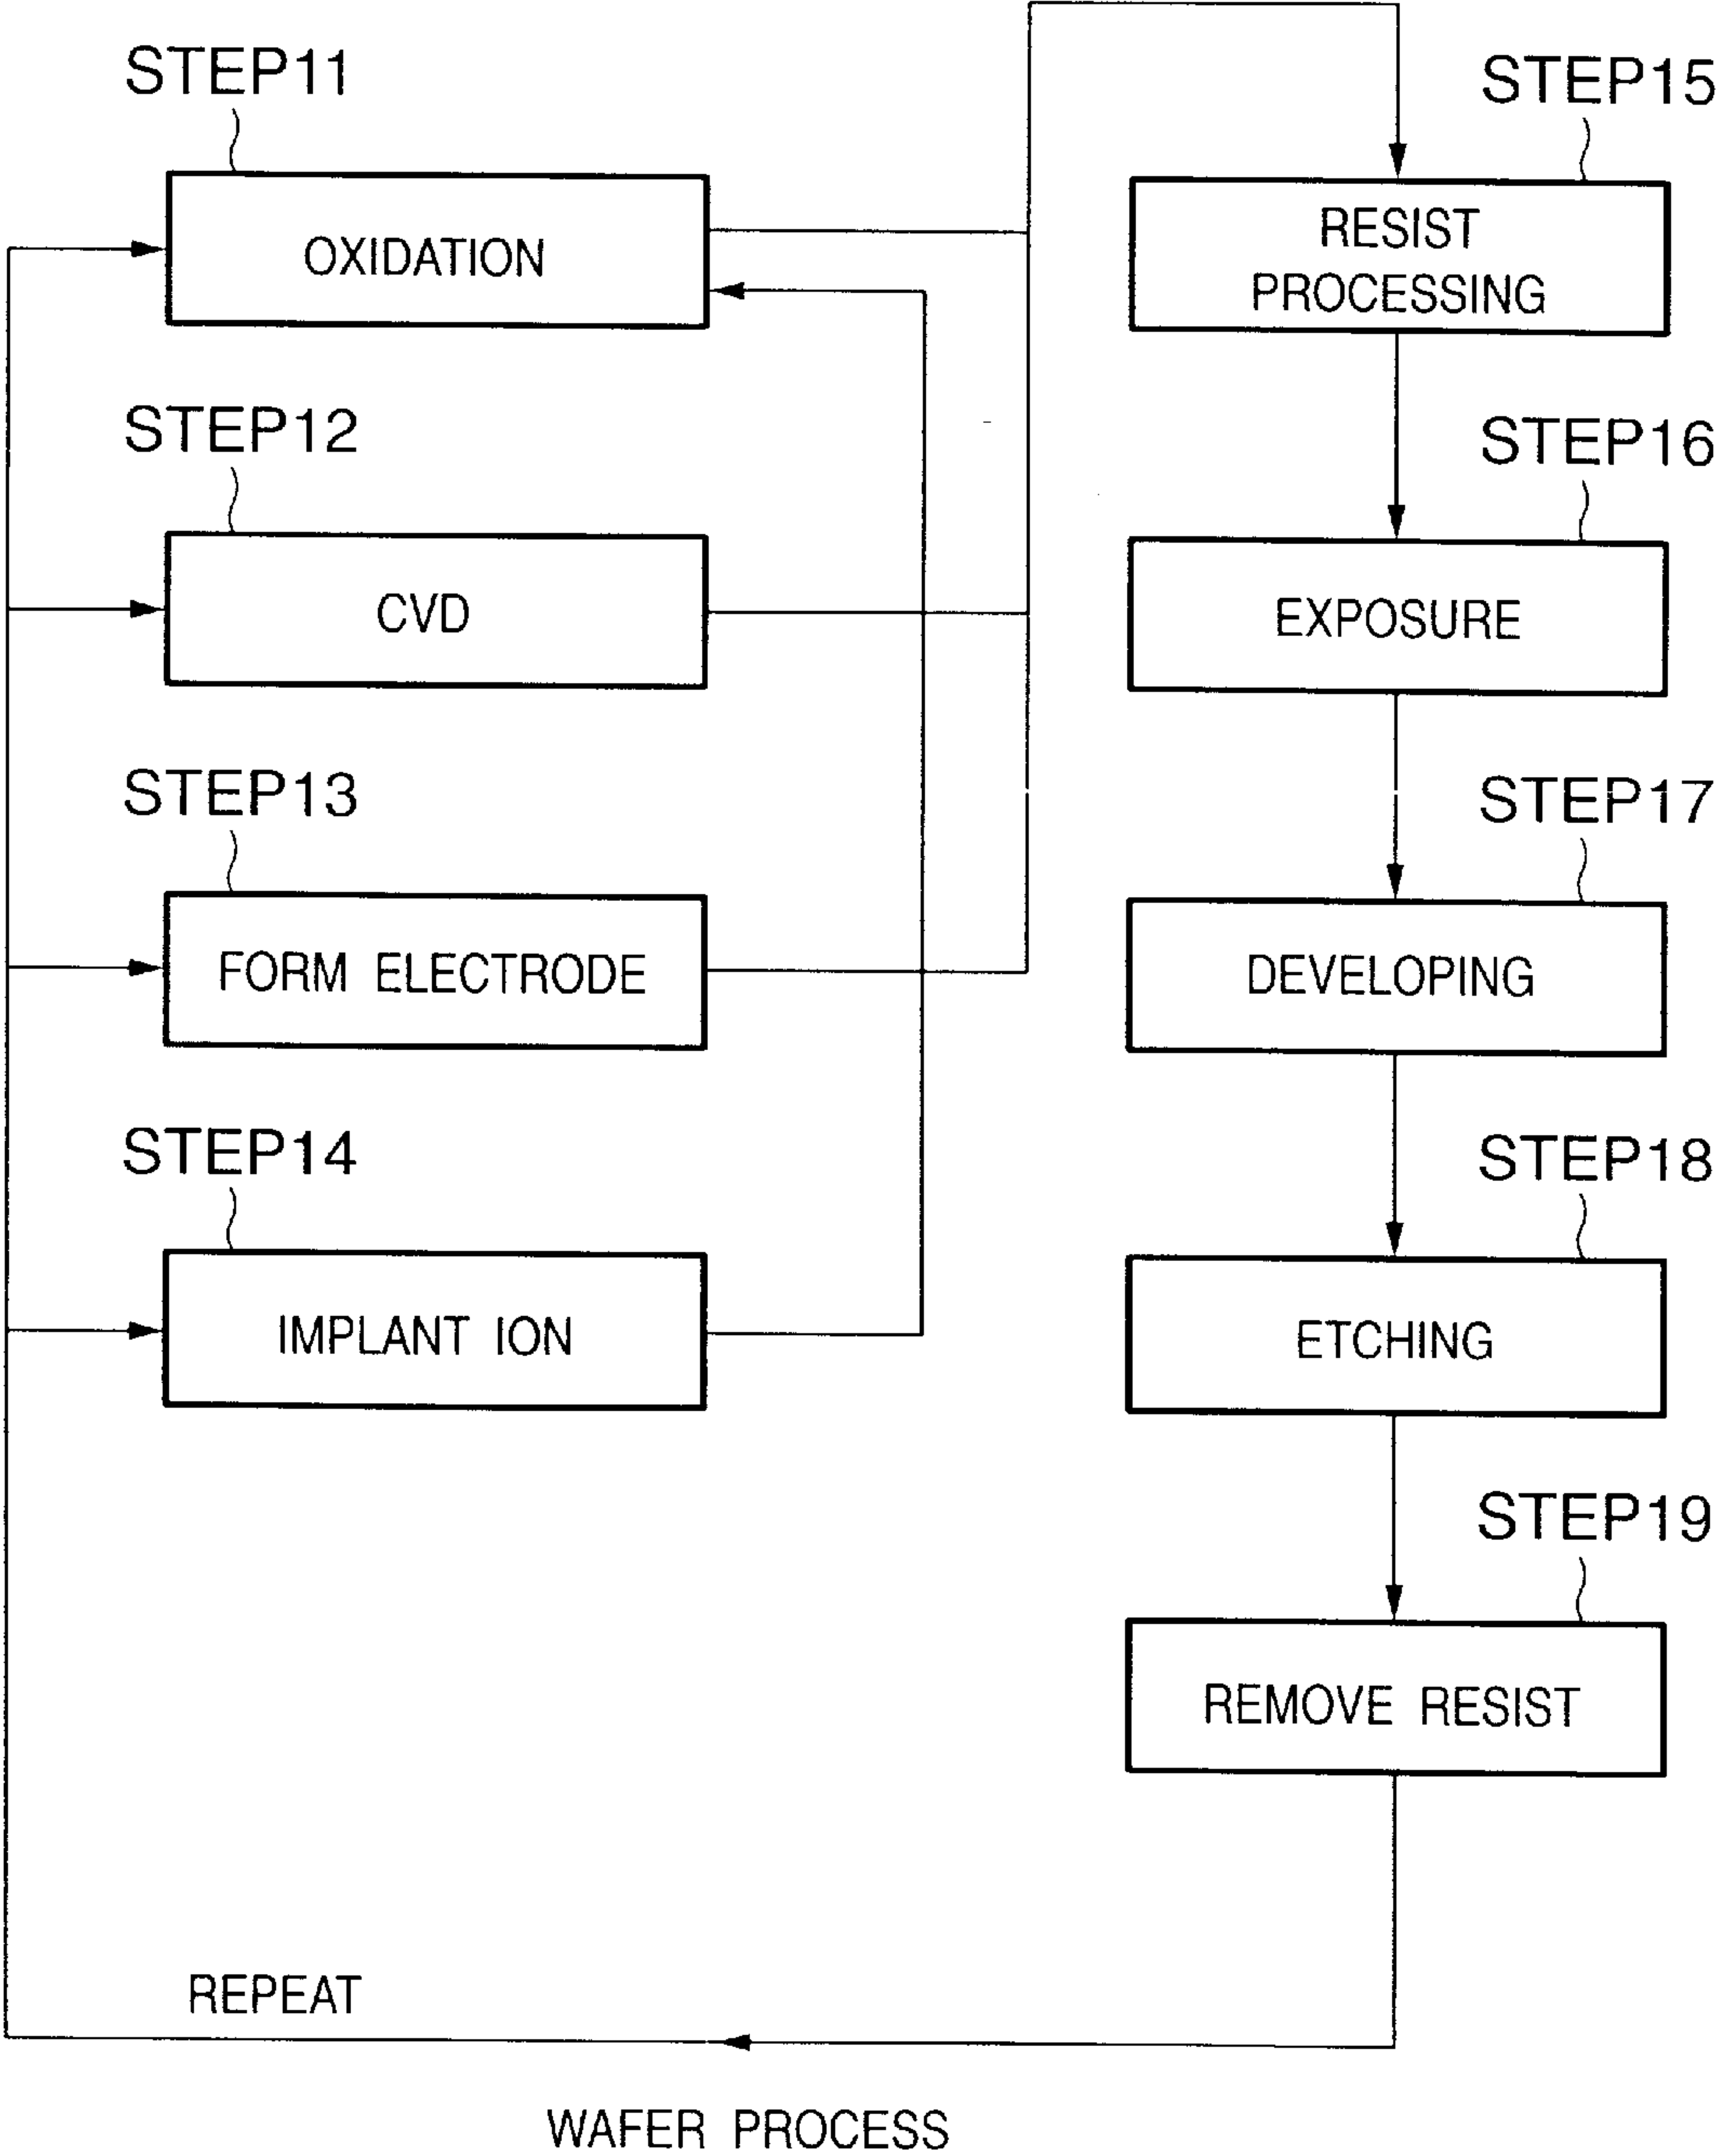 STEP11
OXIDATION
STEP12
CVD
STEP13
FORM ELECTRODE
STEP14
IMPLANT ION
STEP15
RESIST
PROCESSING
STEP16
EXPOSURE
STEP17
DEVELOPING
STEP18
ETCHING
STEP19
REMOVE RESIST
REPEAT
WAFER PROCESS